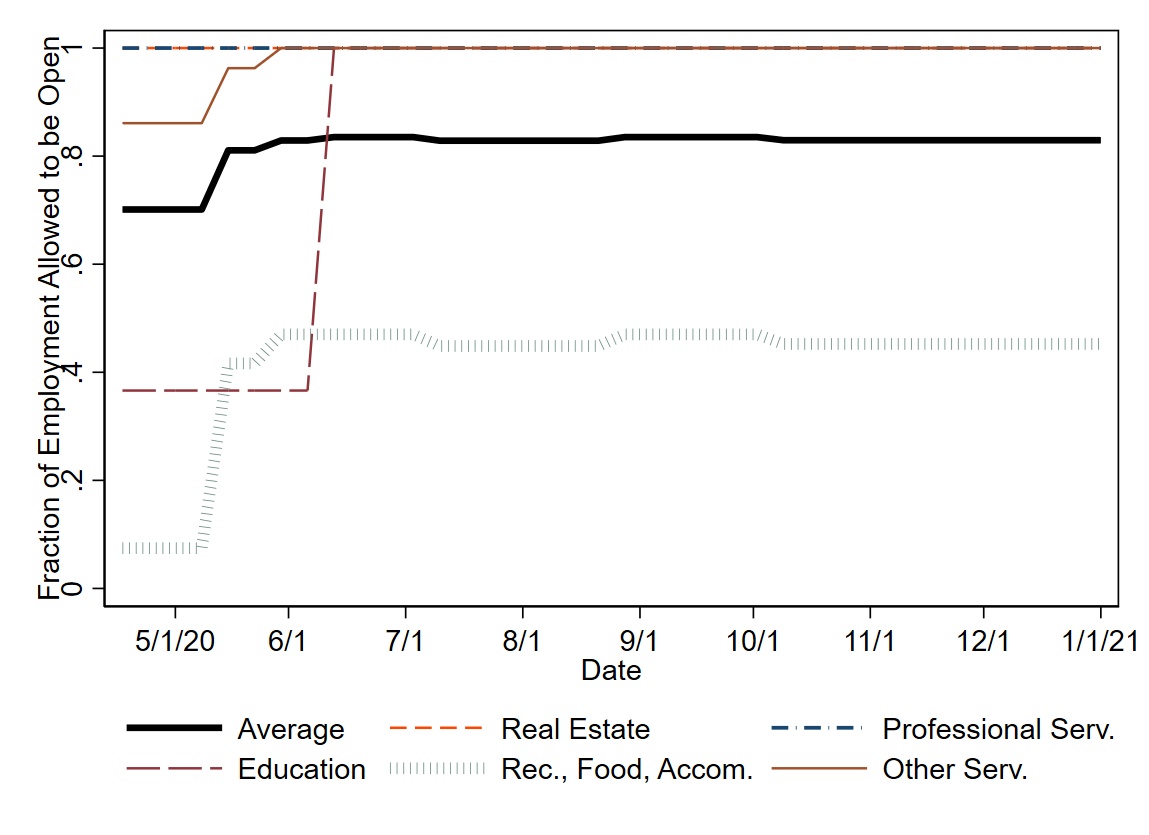 Fraction of Employment Allowed to be Open
1
.8
.6
.4
.2
0
5/1/20 6/1 7/1 8/1 9/1 10/1 11/1 12/1 1/1/21
Date
Average Real Estate Professional Serv.
Education Rec., Food, Accom. Other Serv.